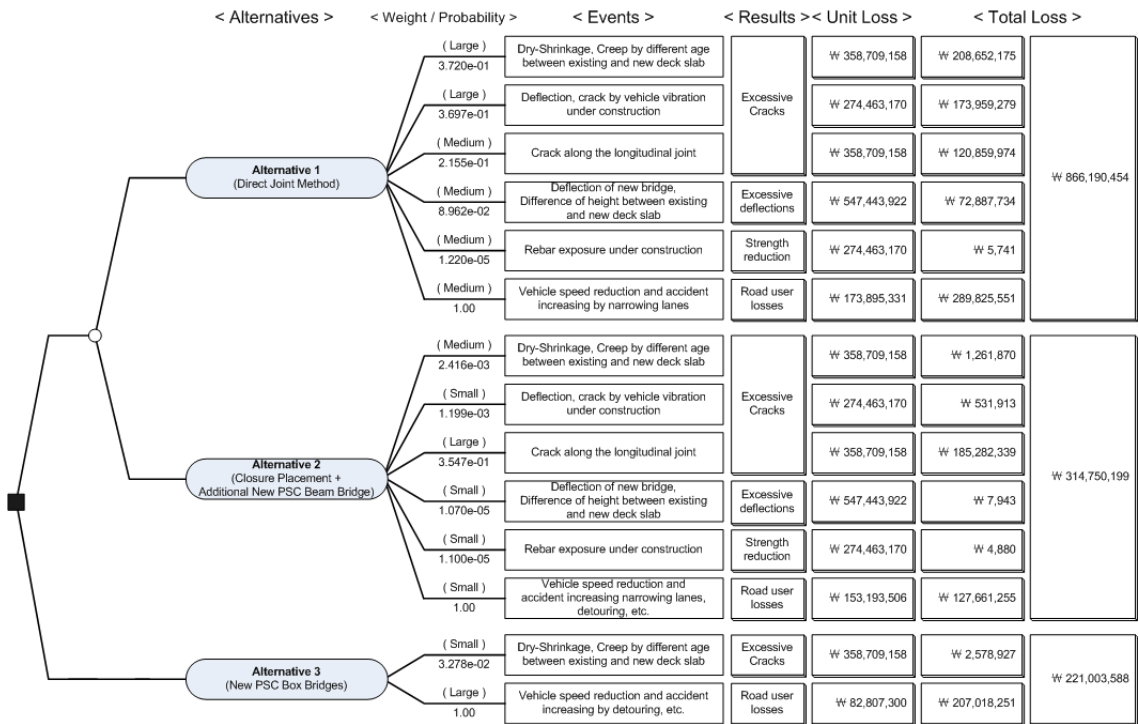 < Alternatives > < Weight / Probability > < Events > < Results > < Unit Loss > < Total Loss >
Alternative 1
(Direct Joint Method)
( Large )
3.720e-01
Dry-Shrinkage, Creep by different age
between existing and new deck slab
Excessive
Cracks
₩ 358,709,158
₩ 208,652,175
( Large )
3.697e-01
Deflection, crack by vehicle vibration
under construction
₩ 274,463,170
₩ 173,959,279
( Medium )
2.155e-01
Crack along the longitudinal joint
₩ 358,709,158
₩ 120,859,974
( Medium )
8.962e-02
Deflection of new bridge,
Difference of height between existing
and new deck slab
Excessive
deflections
₩ 547,443,922
₩ 72,887,734
( Medium )
1.220e-05
Rebar exposure under construction
Strength
reduction
₩ 274,463,170
₩ 5,741
( Medium )
1.00
Vehicle speed reduction and accident
increasing by narrowing lanes
Road user
losses
₩ 173,895,331
₩ 289,825,551
₩ 866,190,454
Alternative 2
(Closure Placement +
Additional New PSC Beam Bridge)
( Medium )
2.416e-03
Dry-Shrinkage, Creep by different age
between existing and new deck slab
Excessive
Cracks
₩ 358,709,158
₩ 1,261,870
( Small )
1.199e-03
Deflection, crack by vehicle vibration
under construction
₩ 274,463,170
₩ 531,913
( Large )
3.547e-01
Crack along the longitudinal joint
₩ 358,709,158
₩ 185,282,339
( Small )
1.070e-05
Deflection of new bridge,
Difference of height between existing
and new deck slab
Excessive
deflections
₩ 547,443,922
₩ 7,943
( Small )
1.100e-05
Rebar exposure under construction
Strength
reduction
₩ 274,463,170
₩ 4,880
( Small )
1.00
Vehicle speed reduction and
accident increasing narrowing lanes,
detouring, etc.
Road user
losses
₩ 153,193,506
₩ 127,661,255
₩ 314,750,199
Alternative 3
(New PSC Box Bridges)
( Small )
3.278e-02
Dry-Shrinkage, Creep by different age
between existing and new deck slab
Excessive
Cracks
₩ 358,709,158
₩ 2,578,927
( Large )
1.00
Vehicle speed reduction and accident
increasing by detouring, etc.
Road user
losses
₩ 82,807,300
₩ 207,018,251
₩ 221,003,588